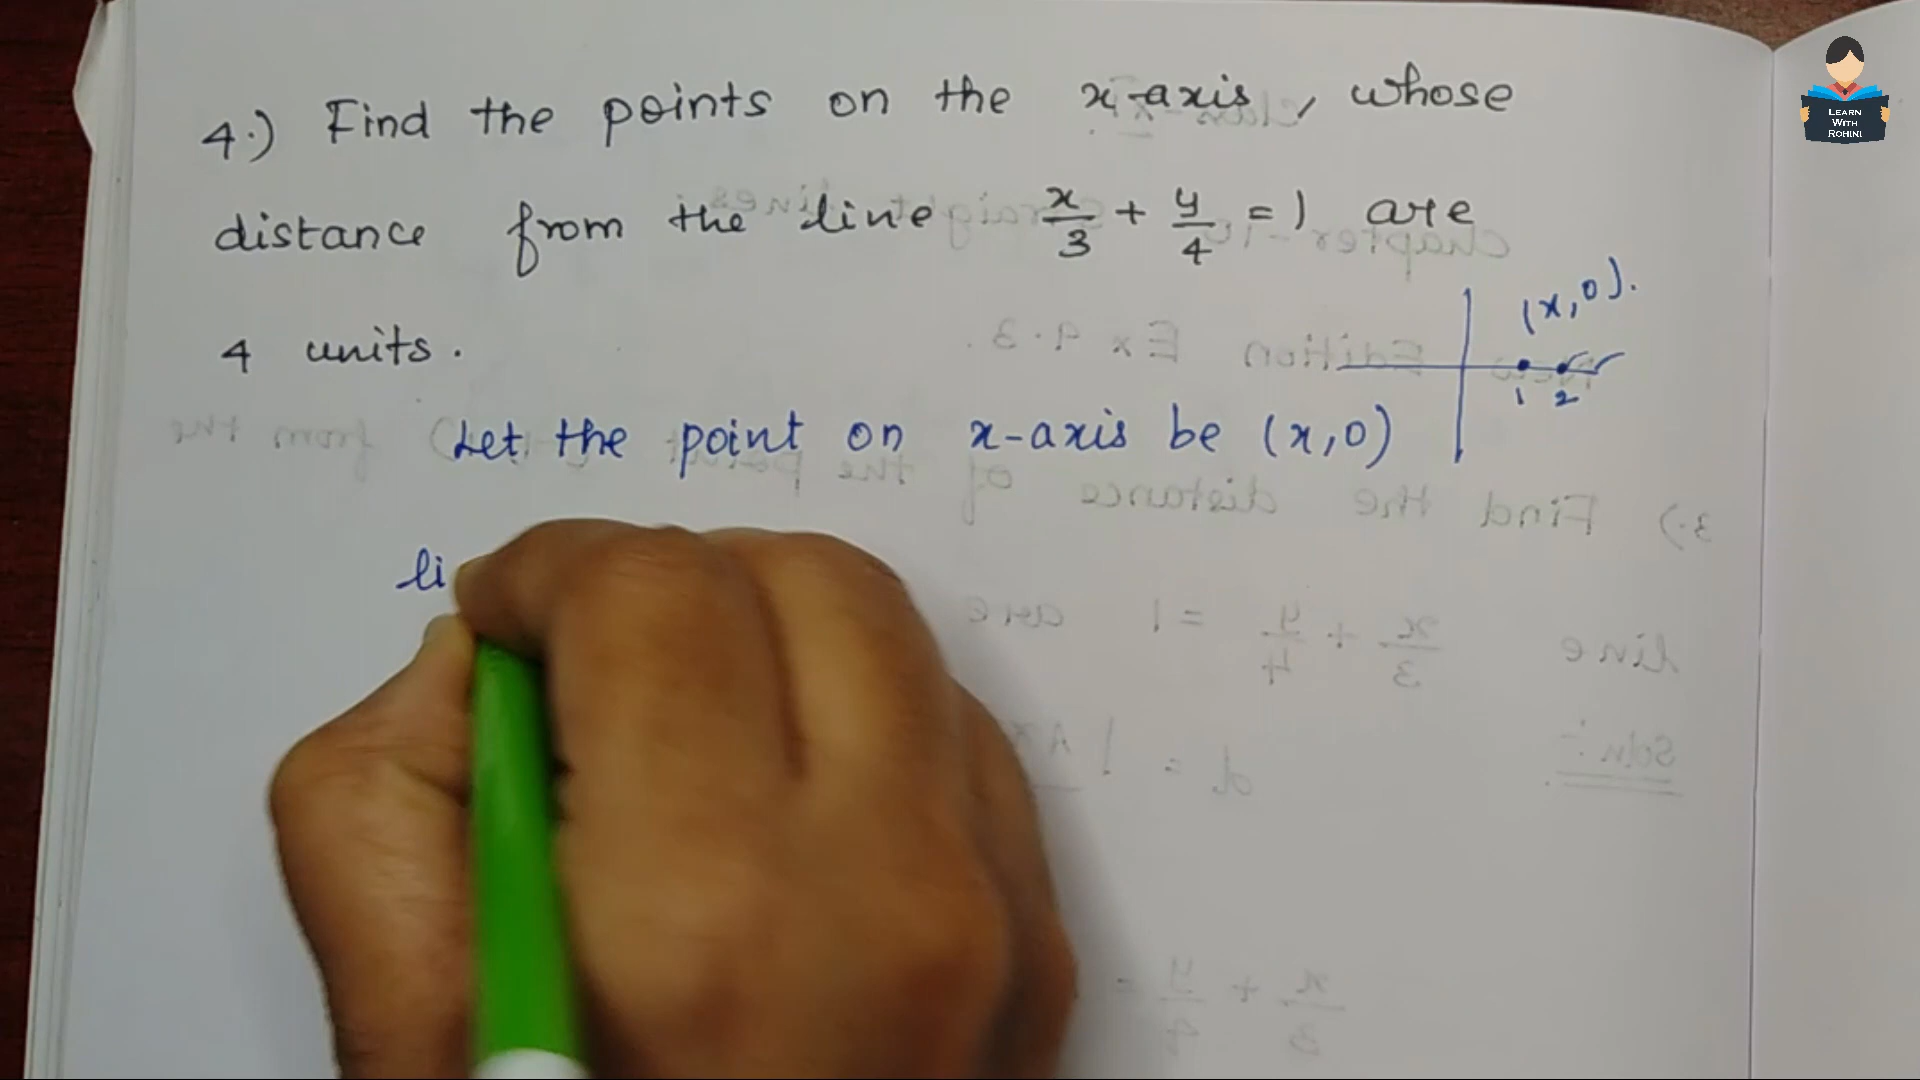 4.) Find the points on the x-axis, whose
distance from the line x/3 + y/4 = 1 are
4 units.
(x,0).
1 2
Let the point on x-axis be (x,0)
li
LEARN
WITH
ROHINI